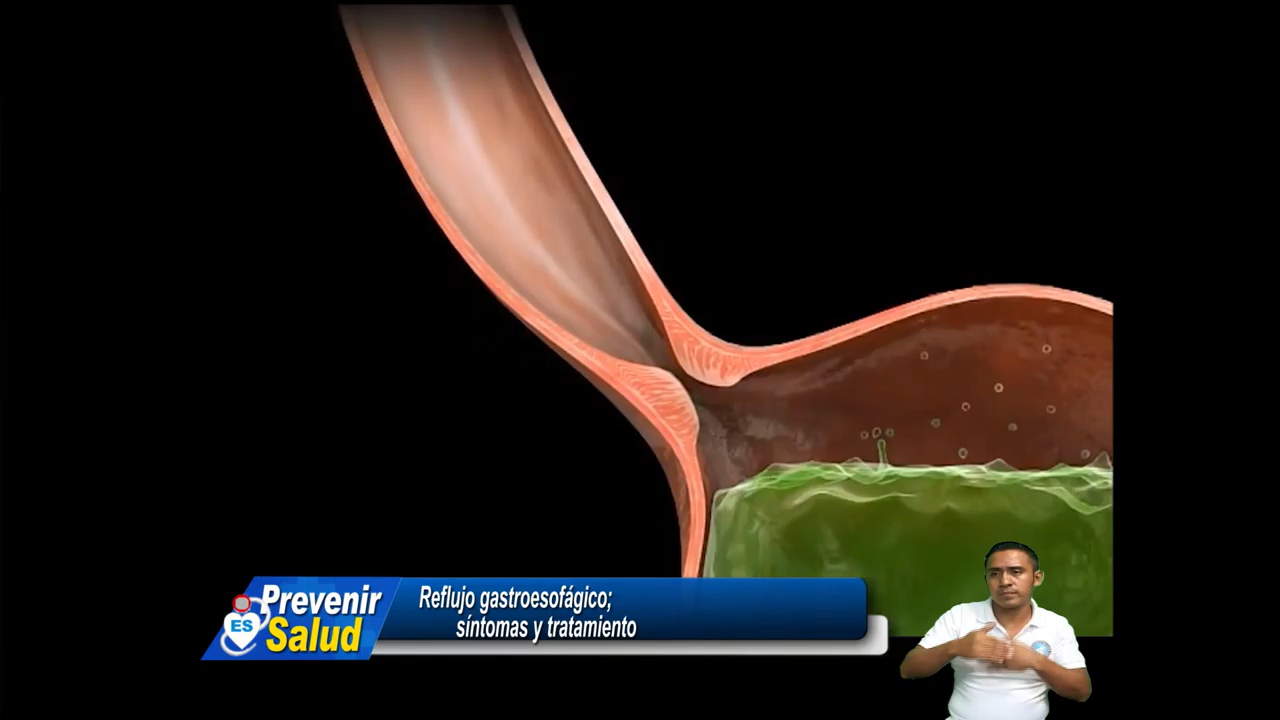 Prevenir
ES
Salud
Reflujo gastroesofágico;
síntomas y tratamiento